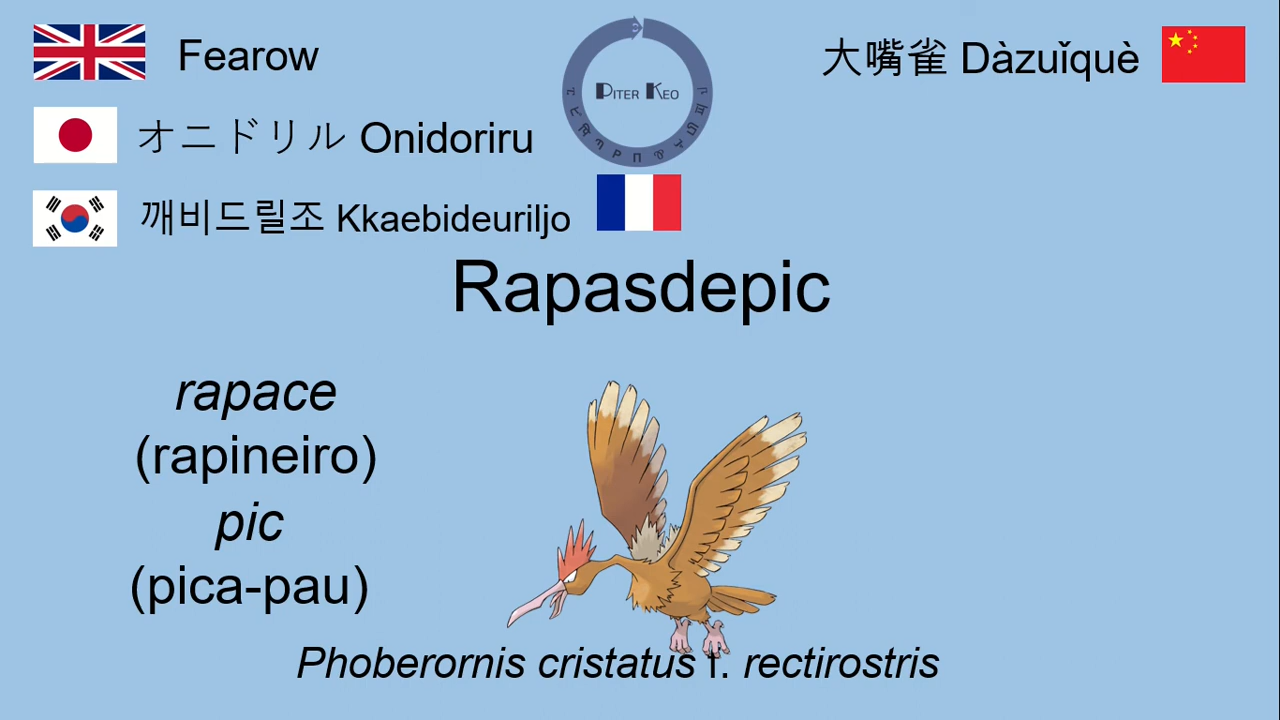 Fearow
大嘴雀 Dàzuǐquè
PITER KEO
オニドリル Onidoriru
깨비드릴조 Kkaebideuriljo
Rapasdepic
rapace
(rapineiro)
pic
(pica-pau)
Phoberornis cristatus f. rectirostris